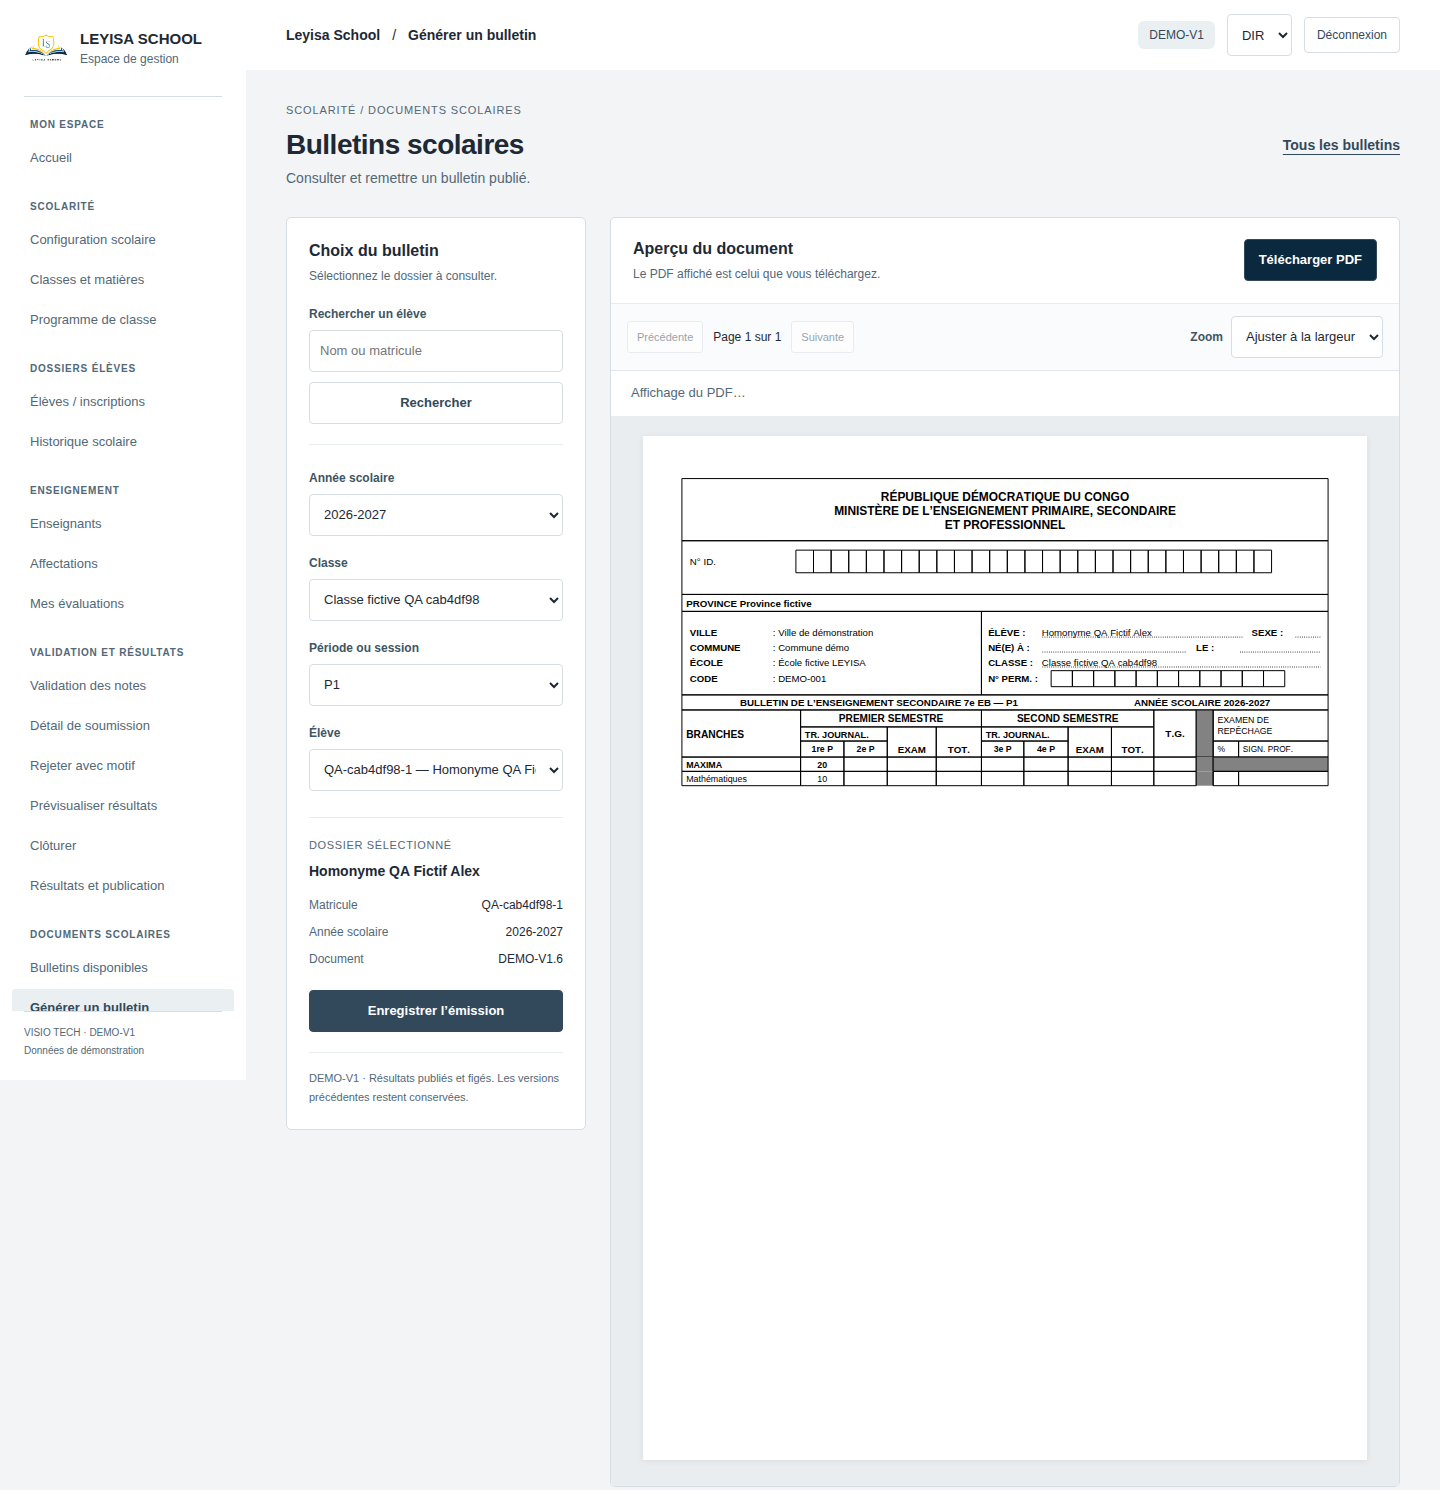 LEYISA SCHOOL
Espace de gestion
MON ESPACE
Accueil
SCOLARITÉ
Configuration scolaire
Classes et matières
Programme de classe
DOSSIERS ÉLÈVES
Élèves / inscriptions
Historique scolaire
ENSEIGNEMENT
Enseignants
Affectations
Mes évaluations
VALIDATION ET RÉSULTATS
Validation des notes
Détail de soumission
Rejeter avec motif
Prévisualiser résultats
Clôturer
Résultats et publication
DOCUMENTS SCOLAIRES
Bulletins disponibles
Générer un bulletin
VISIO TECH · DEMO-V1
Données de démonstration
Leyisa School / Générer un bulletin
DEMO-V1 DIR Déconnexion
SCOLARITÉ / DOCUMENTS SCOLAIRES
Bulletins scolaires
Tous les bulletins
Consulter et remettre un bulletin publié.
Choix du bulletin
Sélectionnez le dossier à consulter.
Rechercher un élève
Nom ou matricule
Rechercher
Année scolaire
2026-2027
Classe
Classe fictive QA cab4df98
Période ou session
P1
Élève
QA-cab4df98-1 — Homonyme QA Fi
DOSSIER SÉLECTIONNÉ
Homonyme QA Fictif Alex
Matricule QA-cab4df98-1
Année scolaire 2026-2027
Document DEMO-V1.6
Enregistrer l’émission
DEMO-V1 · Résultats publiés et figés. Les versions
précédentes restent conservées.
Aperçu du document
Le PDF affiché est celui que vous téléchargez.
Télécharger PDF
Précédente Page 1 sur 1 Suivante
Zoom Ajuster à la largeur
Affichage du PDF…
RÉPUBLIQUE DÉMOCRATIQUE DU CONGO
MINISTÈRE DE L’ENSEIGNEMENT PRIMAIRE, SECONDAIRE
ET PROFESSIONNEL
N° ID.
PROVINCE Province fictive
VILLE : Ville de démonstration
COMMUNE : Commune démo
ÉCOLE : École fictive LEYISA
CODE : DEMO-001
ÉLÈVE : Homonyme QA Fictif Alex SEXE :
NÉ(E) À : LE :
CLASSE : Classe fictive QA cab4df98
N° PERM. :
BULLETIN DE L’ENSEIGNEMENT SECONDAIRE 7e EB — P1 ANNÉE SCOLAIRE 2026-2027
BRANCHES PREMIER SEMESTRE SECOND SEMESTRE T.G. EXAMEN DE
REPÊCHAGE
TR. JOURNAL. EXAM TOT. TR. JOURNAL. EXAM TOT.
1re P 2e P 3e P 4e P % SIGN. PROF.
MAXIMA 20
Mathématiques 10